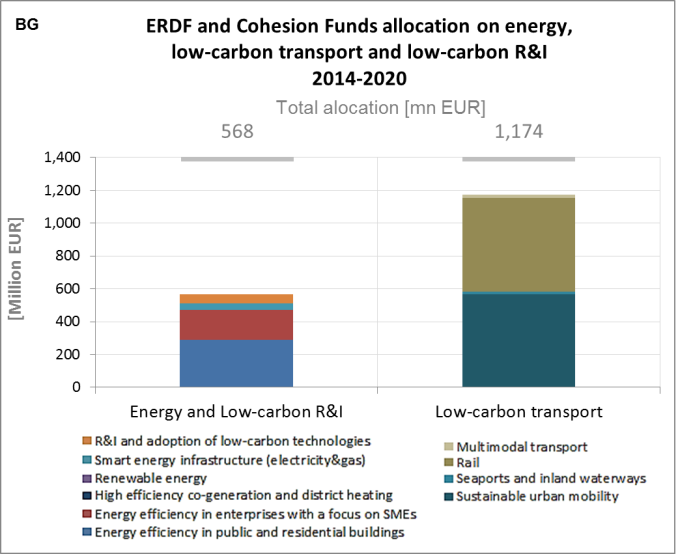 BG
ERDF and Cohesion Funds allocation on energy,
low-carbon transport and low-carbon R&I
2014-2020
Total alocation [mn EUR]
568 1,174
[Million EUR]
1,400
1,200
1,000
800
600
400
200
0
Energy and Low-carbon R&I Low-carbon transport
R&I and adoption of low-carbon technologies
Smart energy infrastructure (electricity&gas)
Renewable energy
High efficiency co-generation and district heating
Energy efficiency in enterprises with a focus on SMEs
Energy efficiency in public and residential buildings
Multimodal transport
Rail
Seaports and inland waterways
Sustainable urban mobility